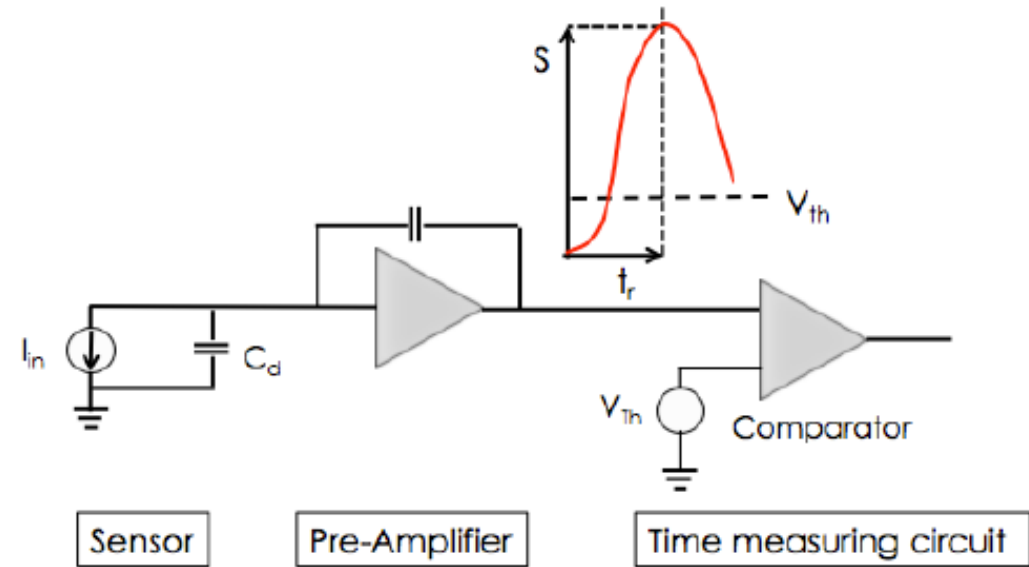 S
V_th
t_r
I_in
C_d
V_Th
Comparator
Sensor
Pre-Amplifier
Time measuring circuit